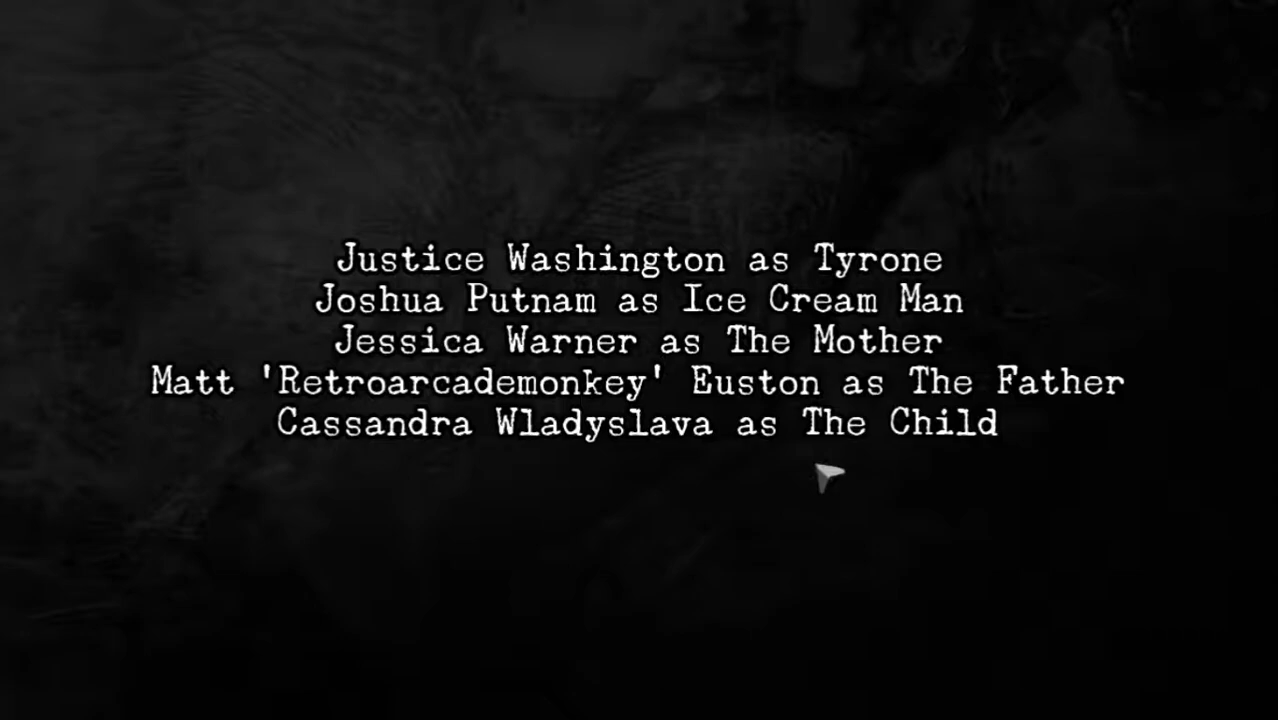 Justice Washington as Tyrone
Joshua Putnam as Ice Cream Man
Jessica Warner as The Mother
Matt 'Retroarcademonkey' Euston as The Father
Cassandra Wladyslava as The Child